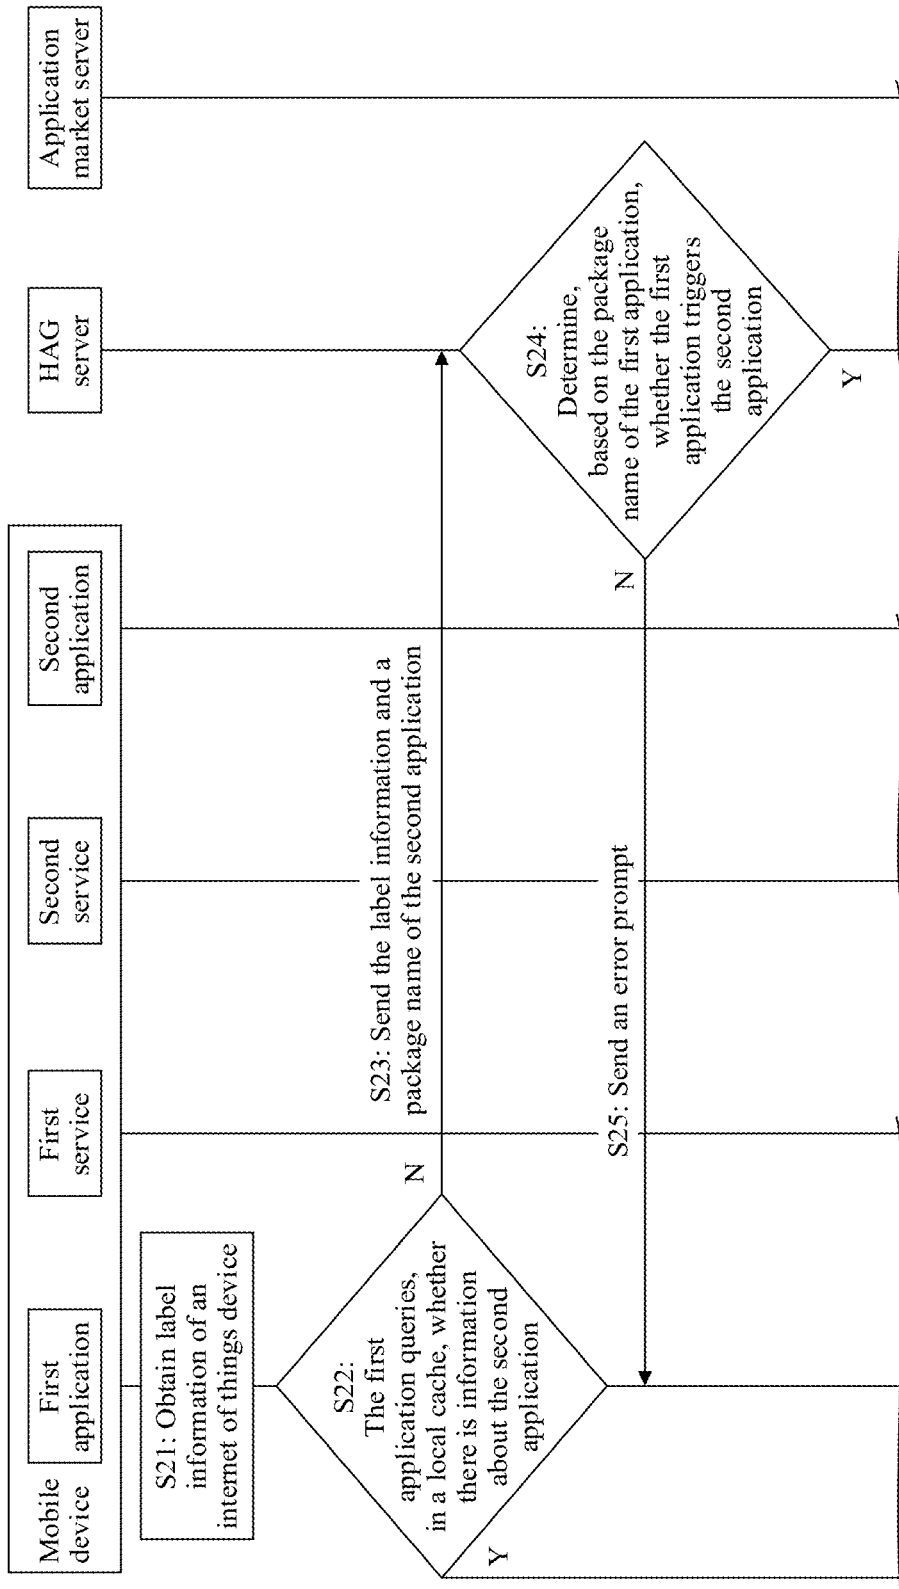 Mobile
device
First
application
First
service
Second
service
Second
application
HAG
server
Application
market server
S21: Obtain label
information of an
internet of things device
S22:
The first
application queries,
in a local cache, whether
there is information
about the second
application
Y
N
S23: Send the label information and a
package name of the second application
S24:
Determine,
based on the package
name of the first application,
whether the first
application triggers
the second
application
N
Y
S25: Send an error prompt